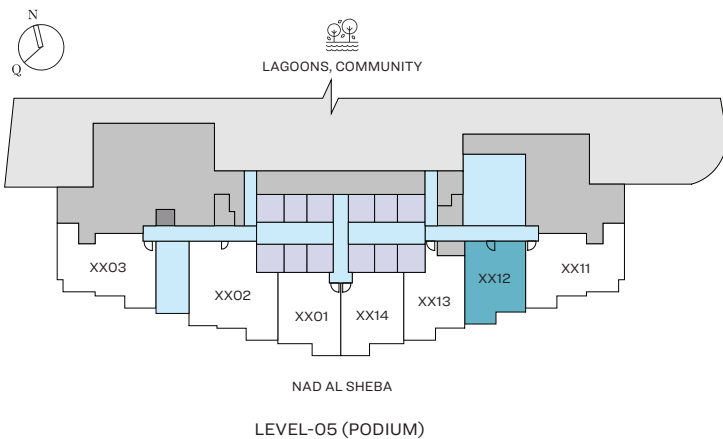 N
Q
LAGOONS, COMMUNITY
XX03
XX02
XX01
XX14
XX13
XX12
XX11
NAD AL SHEBA
LEVEL-05 (PODIUM)